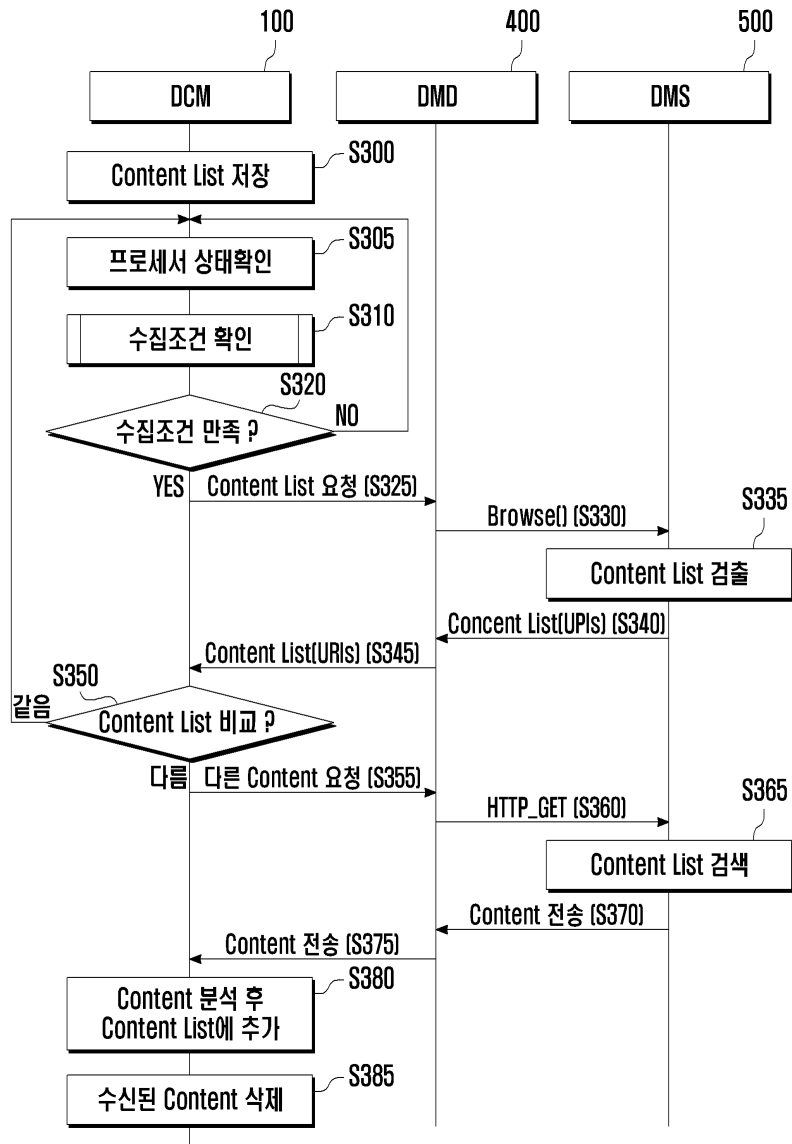 100
400
500
DCM
DMD
DMS
Content List 저장
S300
프로세서 상태확인
S305
수집조건 확인
S310
S320
수집조건 만족 ?
NO
YES
Content List 요청 (S325)
Browse() (S330)
S335
Content List 검출
Concent List(UPIs) (S340)
Content List(URIs) (S345)
S350
같음
Content List 비교 ?
다름
다른 Content 요청 (S355)
HTTP_GET (S360)
S365
Content List 검색
Content 전송 (S370)
Content 전송 (S375)
S380
Content 분석 후
Content List에 추가
S385
수신된 Content 삭제